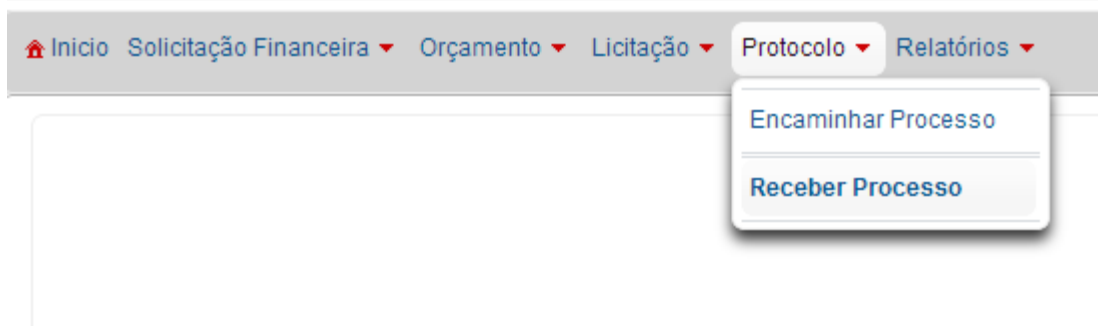 Inicio Solicitação Financeira Orçamento Licitação Protocolo Relatórios
Encaminhar Processo
Receber Processo